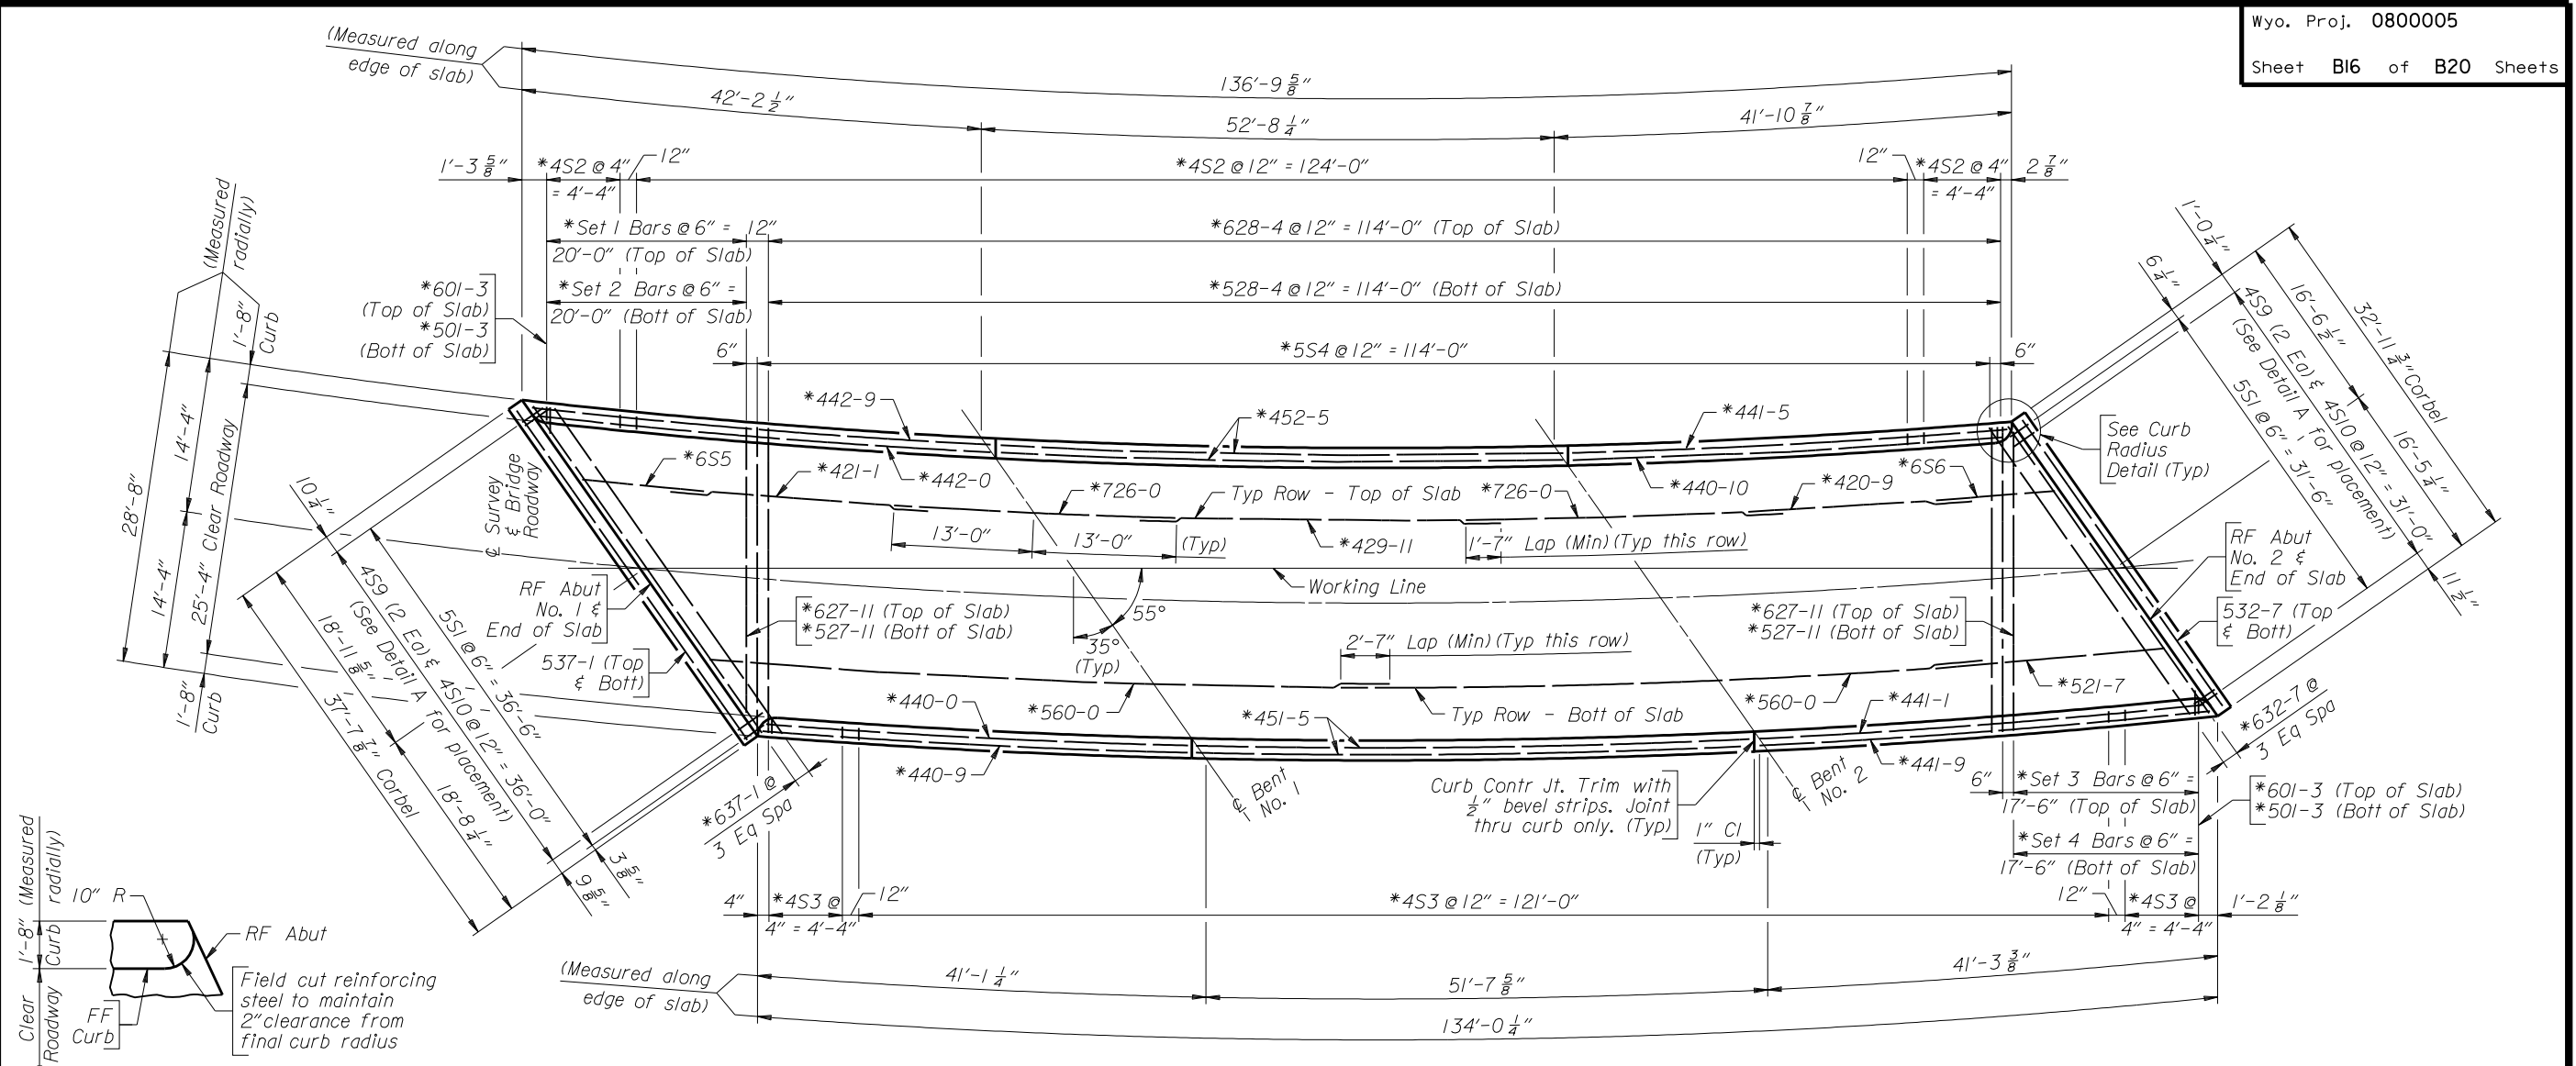 Wyo. Proj. 0800005
Sheet B16 of B20 Sheets
(Measured along
edge of slab)
136'-9 5/8"
42'-2 1/2"
52'-8 1/4"
41'-10 7/8"
1'-3 5/8"
*4S2 @ 4"
= 4'-4"
12"
*4S2 @ 12" = 124'-0"
12"
*4S2 @ 4"
= 4'-4"
2 7/8"
*Set 1 Bars @ 6" =
20'-0" (Top of Slab)
12"
*628-4 @ 12" = 114'-0" (Top of Slab)
*601-3
(Top of Slab)
*501-3
(Bott of Slab)
*Set 2 Bars @ 6" =
20'-0" (Bott of Slab)
*528-4 @ 12" = 114'-0" (Bott of Slab)
6"
*5S4 @ 12" = 114'-0"
6"
(Measured
radially)
1'-8"
Curb
14'-4"
28'-8"
14'-4"
25'-4" Clear Roadway
1'-8"
Curb
*442-9
*452-5
*441-5
See Curb
Radius
Detail (Typ)
*6S5
*421-1
*442-0
*726-0
Typ Row - Top of Slab
*726-0
*440-10
*420-9
*6S6
℄ Survey
& Bridge
Roadway
13'-0"
13'-0"
(Typ)
*429-11
1'-7" Lap (Min)(Typ this row)
Working Line
55°
35°
(Typ)
RF Abut
No. 1 &
End of Slab
*627-11 (Top of Slab)
*527-11 (Bott of Slab)
*627-11 (Top of Slab)
*527-11 (Bott of Slab)
RF Abut
No. 2 &
End of Slab
532-7 (Top
& Bott)
537-1 (Top
& Bott)
2'-7" Lap (Min)(Typ this row)
*440-0
*560-0
*451-5
Typ Row - Bott of Slab
*560-0
*441-1
*521-7
*440-9
℄ Bent
No. 1
Curb Contr Jt. Trim with
1/2" bevel strips. Joint
thru curb only. (Typ)
1" Cl
(Typ)
℄ Bent
No. 2
*441-9
6"
*Set 3 Bars @ 6" =
17'-6" (Top of Slab)
*Set 4 Bars @ 6" =
17'-6" (Bott of Slab)
*601-3 (Top of Slab)
*501-3 (Bott of Slab)
*632-7 @
3 Eq Spa
*637-1 @
3 Eq Spa
10 1/4"
5S1 @ 6" = 36'-6"
4S9 (2 Ea) & 4S10 @ 12" = 36'-0"
(See Detail A for placement)
18'-11 5/8"
18'-8 1/4"
37'-7 7/8" Corbel
3 5/8"
9 5/8"
1'-0 1/4"
6 1/4"
16'-6 1/2"
32'-11 3/4" Corbel
4S9 (2 Ea) & 4S10 @ 12" = 31'-0"
(See Detail A for placement)
5S1 @ 6" = 31'-6"
16'-5 1/4"
11 1/2"
4"
*4S3 @
4" = 4'-4"
12"
*4S3 @ 12" = 121'-0"
12"
*4S3 @
4" = 4'-4"
1'-2 1/8"
(Measured along
edge of slab)
41'-1 1/4"
51'-7 5/8"
41'-3 3/8"
134'-0 1/4"
1'-8" (Measured
Curb radially)
Clear
Roadway
10" R
RF Abut
FF
Curb
Field cut reinforcing
steel to maintain
2" clearance from
final curb radius